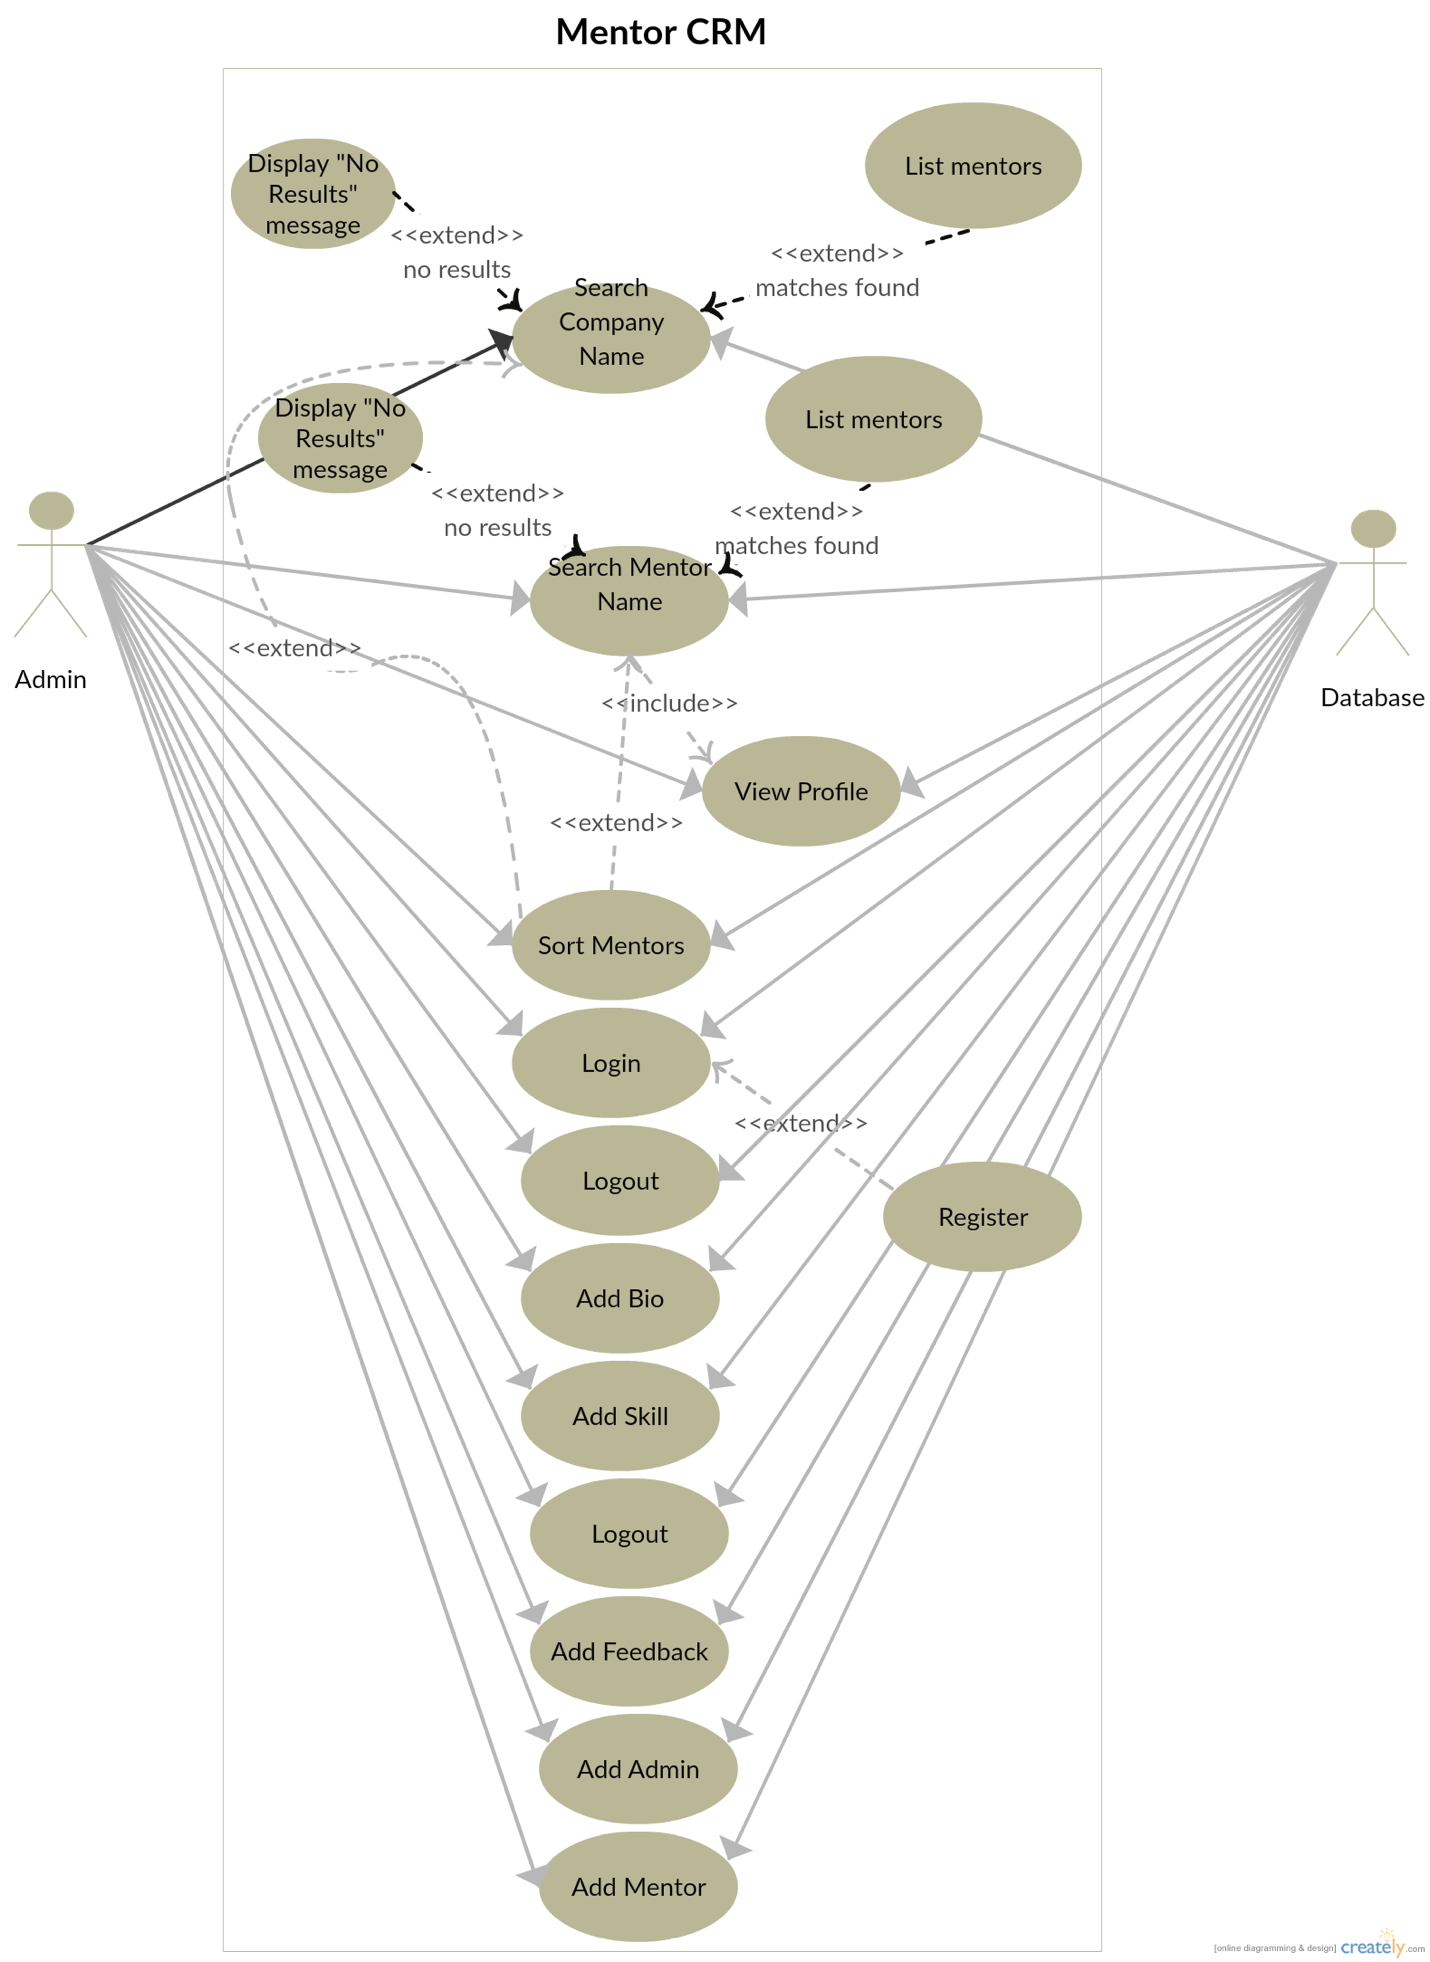 Mentor CRM
Display "No
Results"
message
List mentors
<<extend>>
no results
<<extend>>
matches found
Search
Company
Name
Display "No
Results"
message
List mentors
<<extend>>
no results
<<extend>>
matches found
Search Mentor
Name
<<extend>>
Admin
Database
<<include>>
View Profile
<<extend>>
Sort Mentors
Login
<<extend>>
Logout
Register
Add Bio
Add Skill
Logout
Add Feedback
Add Admin
Add Mentor
[online diagramming & design] creately.com